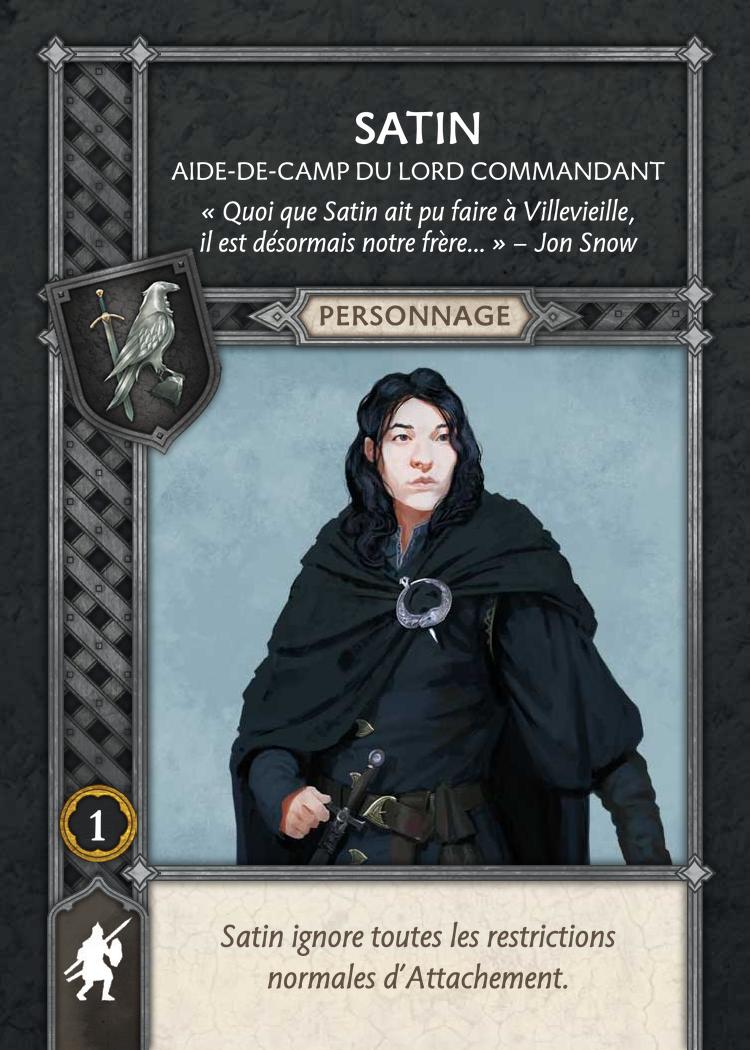 SATIN
AIDE-DE-CAMP DU LORD COMMANDANT
« Quoi que Satin ait pu faire à Villevieille,
il est désormais notre frère... » – Jon Snow
PERSONNAGE
1
Satin ignore toutes les restrictions
normales d'Attachement.